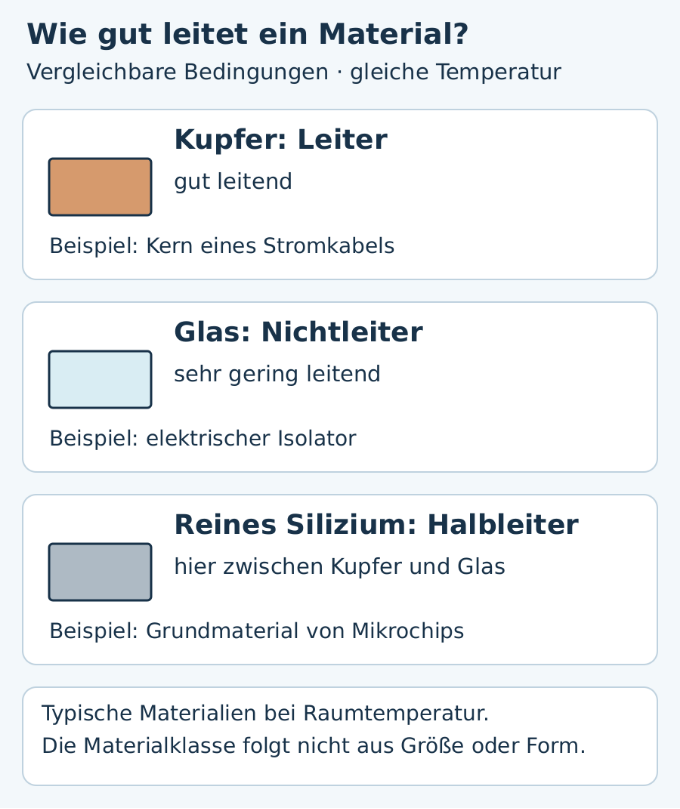 Wie gut leitet ein Material?
Vergleichbare Bedingungen · gleiche Temperatur
Kupfer: Leiter
gut leitend
Beispiel: Kern eines Stromkabels
Glas: Nichtleiter
sehr gering leitend
Beispiel: elektrischer Isolator
Reines Silizium: Halbleiter
hier zwischen Kupfer und Glas
Beispiel: Grundmaterial von Mikrochips
Typische Materialien bei Raumtemperatur.
Die Materialklasse folgt nicht aus Größe oder Form.